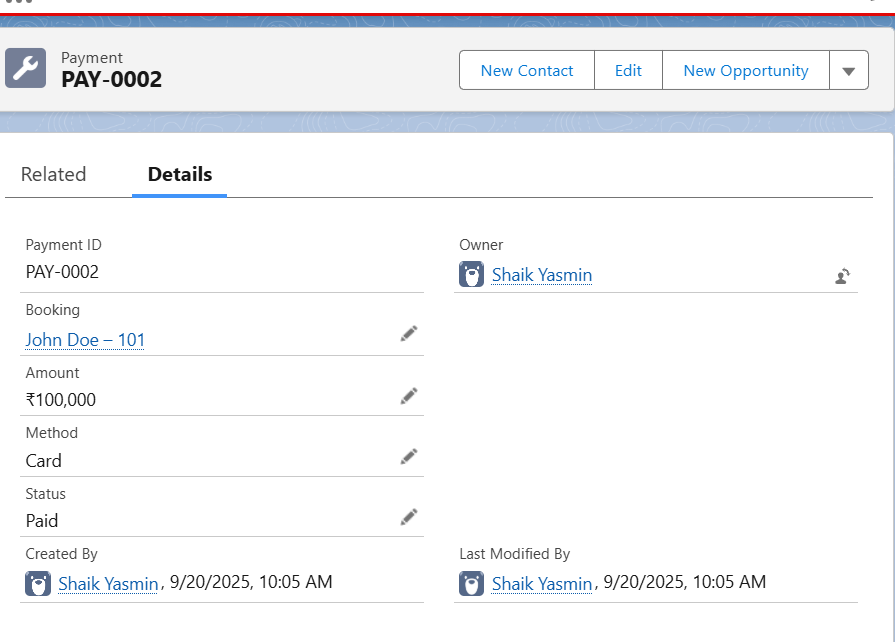 Payment
PAY-0002
New Contact
Edit
New Opportunity
Related
Details
Payment ID
PAY-0002
Owner
Shaik Yasmin
Booking
John Doe – 101
Amount
₹100,000
Method
Card
Status
Paid
Created By
Shaik Yasmin, 9/20/2025, 10:05 AM
Last Modified By
Shaik Yasmin, 9/20/2025, 10:05 AM